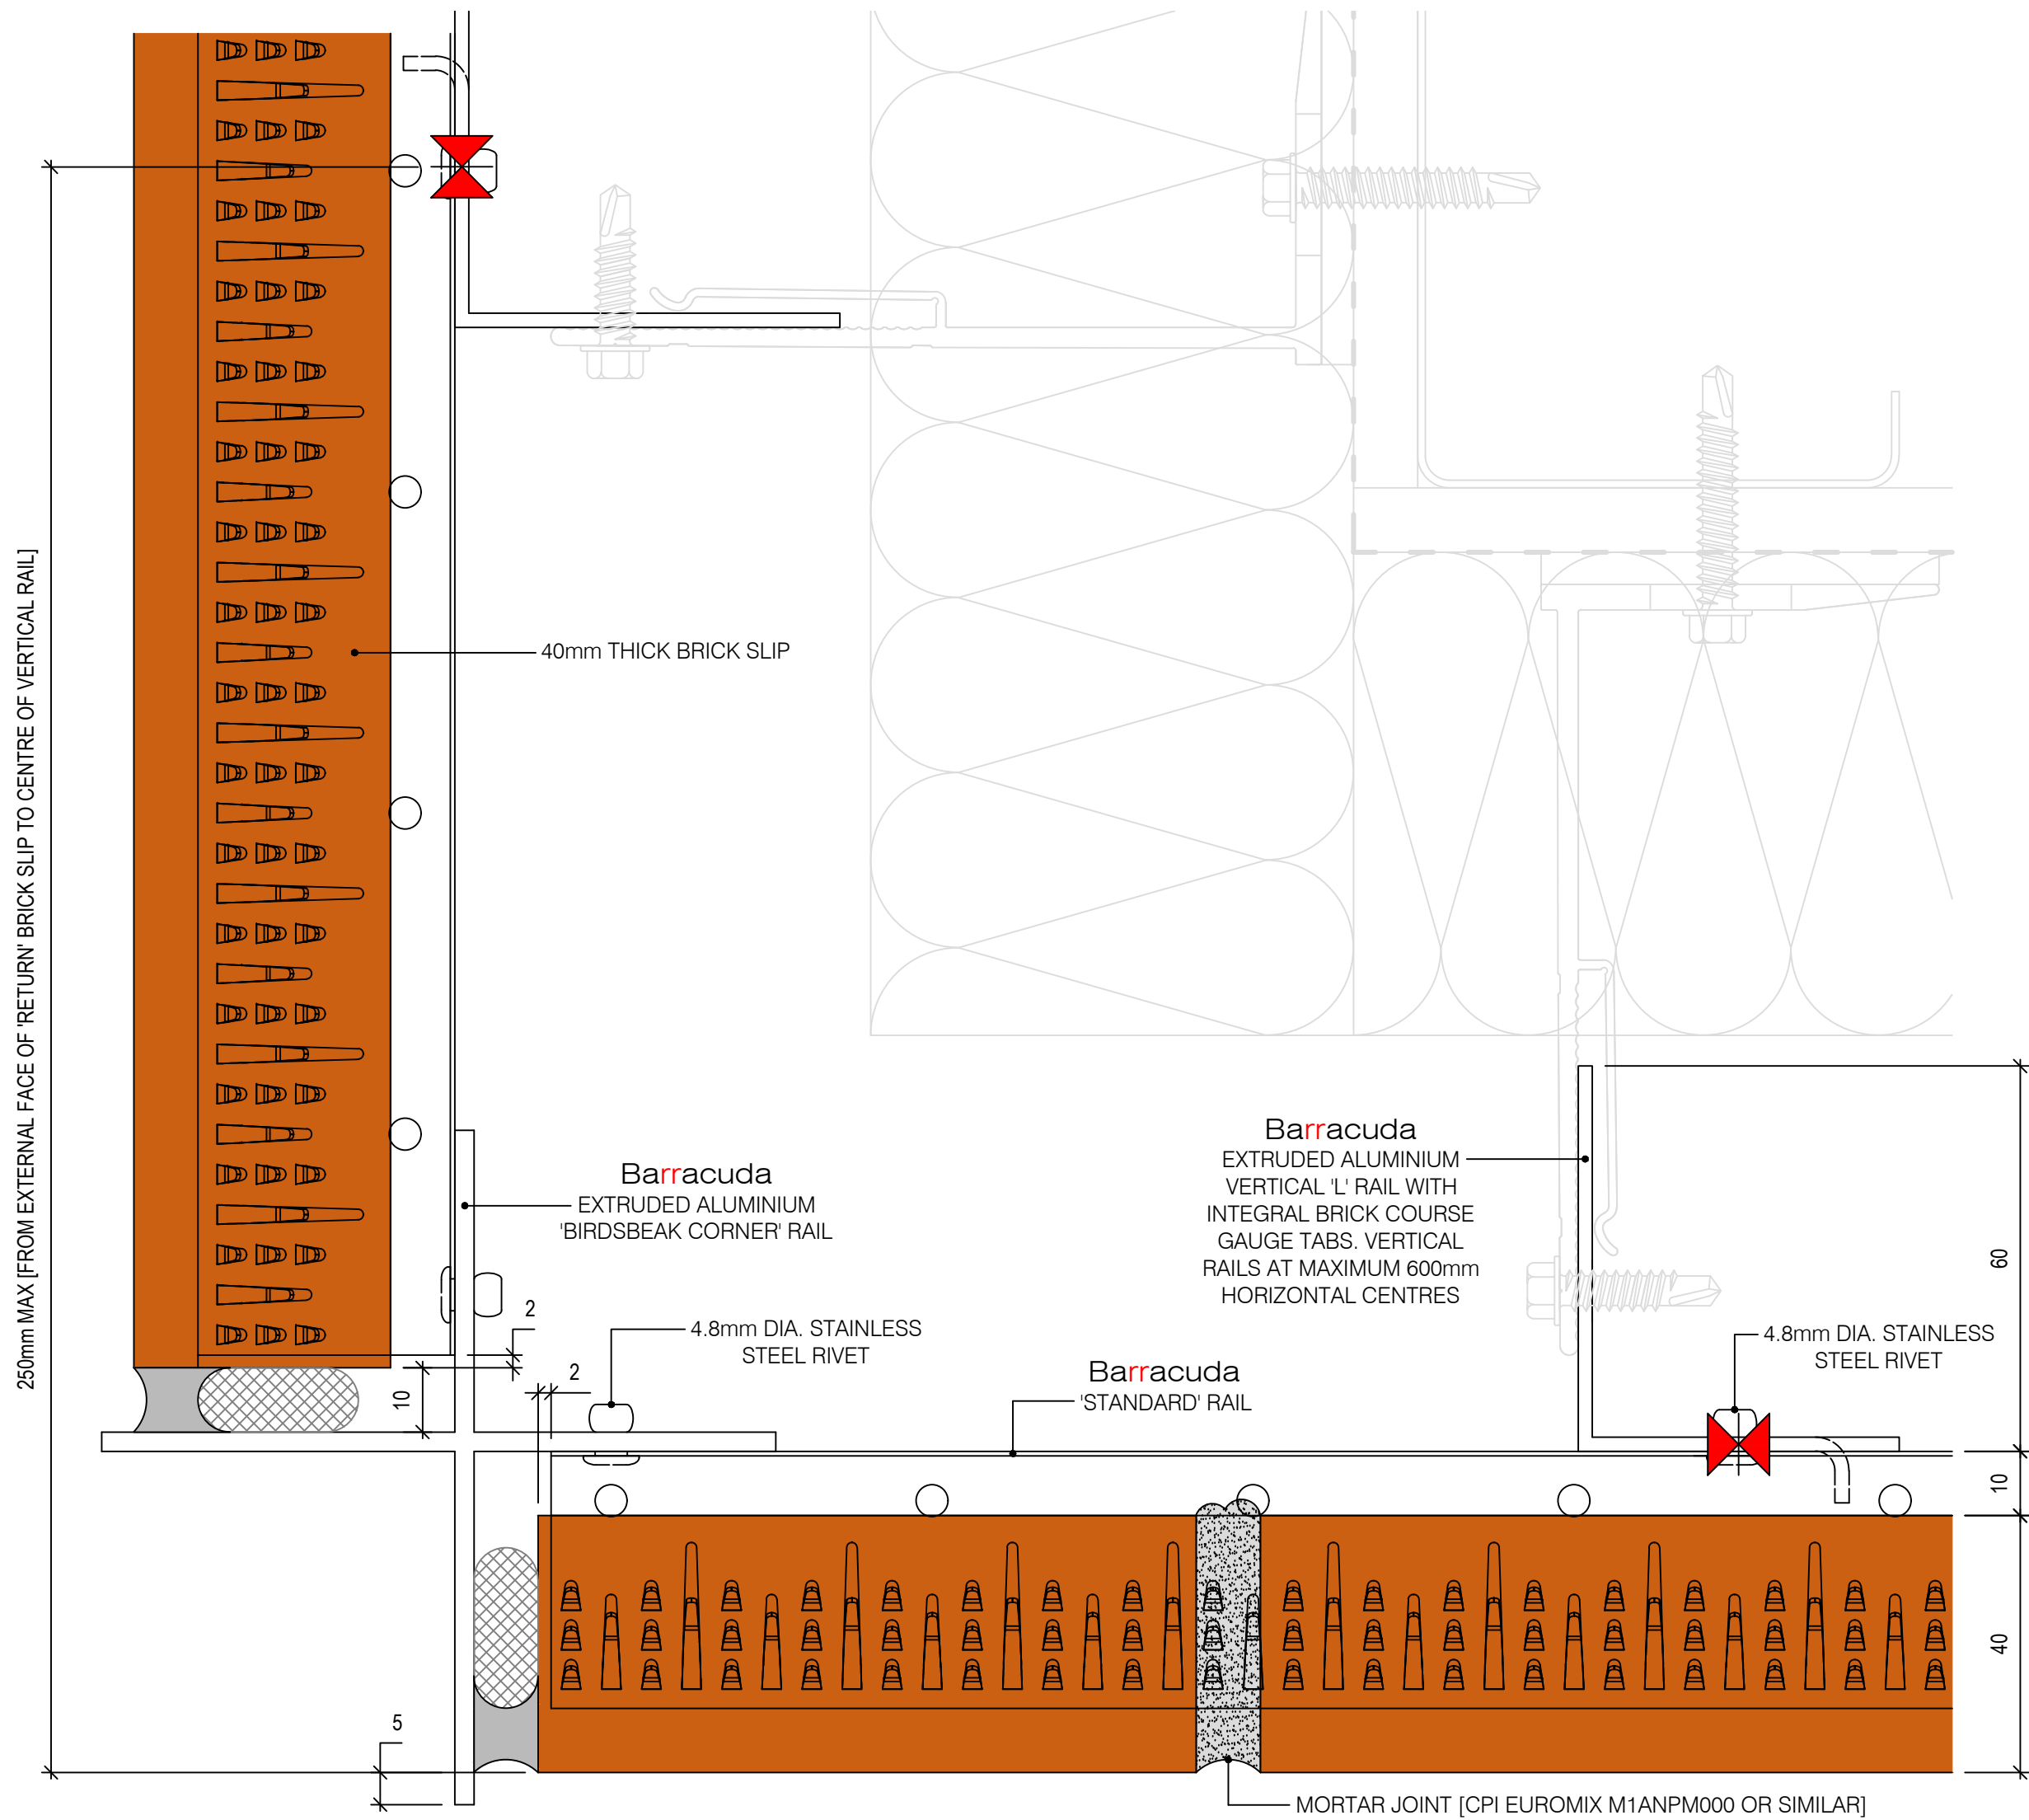 250mm MAX [FROM EXTERNAL FACE OF 'RETURN' BRICK SLIP TO CENTRE OF VERTICAL RAIL]
40mm THICK BRICK SLIP
Barracuda
EXTRUDED ALUMINIUM
'BIRDSBEAK CORNER' RAIL
Barracuda
EXTRUDED ALUMINIUM
VERTICAL 'L' RAIL WITH
INTEGRAL BRICK COURSE
GAUGE TABS. VERTICAL
RAILS AT MAXIMUM 600mm
HORIZONTAL CENTRES
60
2
4.8mm DIA. STAINLESS
STEEL RIVET
4.8mm DIA. STAINLESS
STEEL RIVET
2
10
Barracuda
'STANDARD' RAIL
10
40
5
MORTAR JOINT [CPI EUROMIX M1ANPM000 OR SIMILAR]